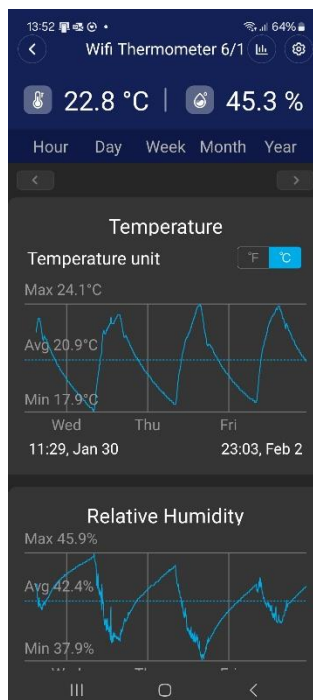 13:52 64%
Wifi Thermometer 6/1
22.8 °C | 45.3 %
Hour Day Week Month Year
Temperature
Temperature unit °F °C
Max 24.1°C
Avg 20.9°C
Min 17.9°C
Wed Thu Fri
11:29, Jan 30 23:03, Feb 2
Relative Humidity
Max 45.9%
Avg 42.4%
Min 37.9%